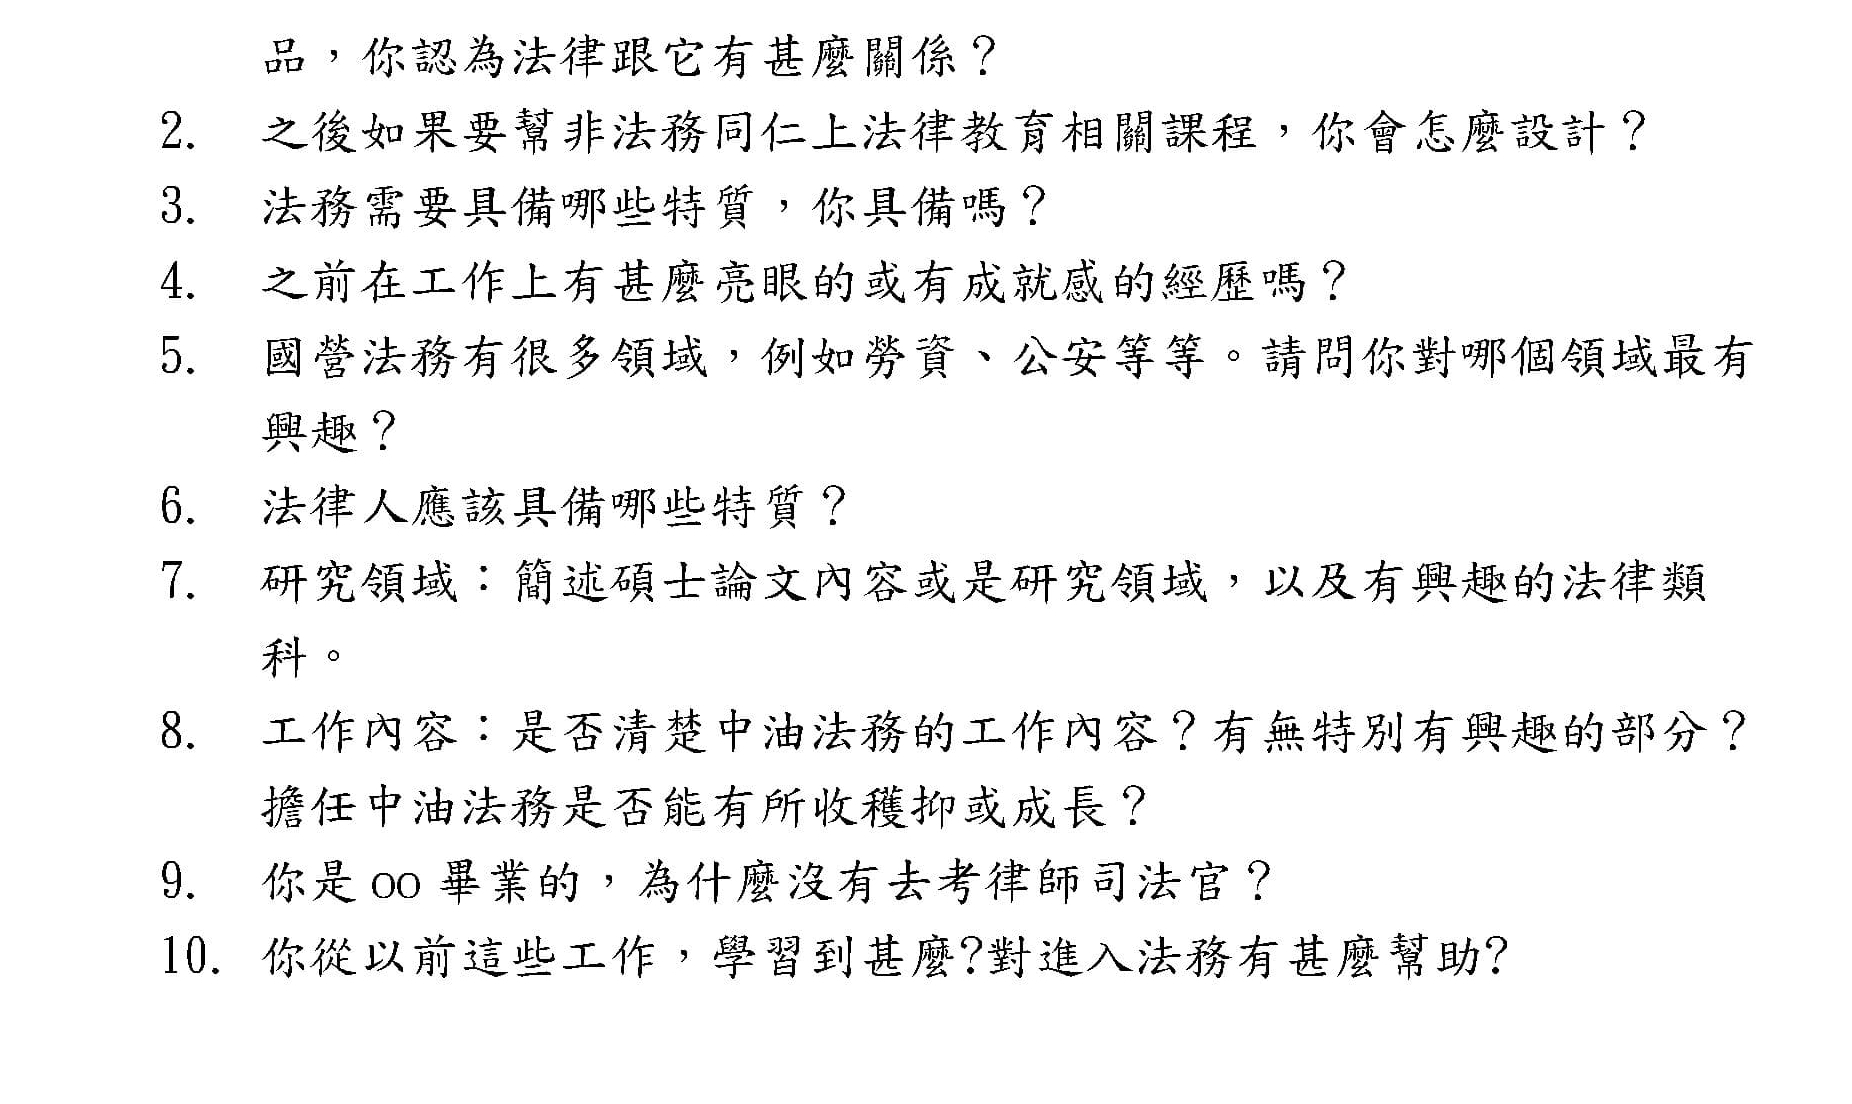 品，你認為法律跟它有甚麼關係？
2. 之後如果要幫非法務同仁上法律教育相關課程，你會怎麼設計？
3. 法務需要具備哪些特質，你具備嗎？
4. 之前在工作上有甚麼亮眼的或有成就感的經歷嗎？
5. 國營法務有很多領域，例如勞資、公安等等。請問你對哪個領域最有
興趣？
6. 法律人應該具備哪些特質？
7. 研究領域：簡述碩士論文內容或是研究領域，以及有興趣的法律類
科。
8. 工作內容：是否清楚中油法務的工作內容？有無特別有興趣的部分？
擔任中油法務是否能有所收穫抑或成長？
9. 你是 oo 畢業的，為什麼沒有去考律師司法官？
10. 你從以前這些工作，學習到甚麼?對進入法務有甚麼幫助?